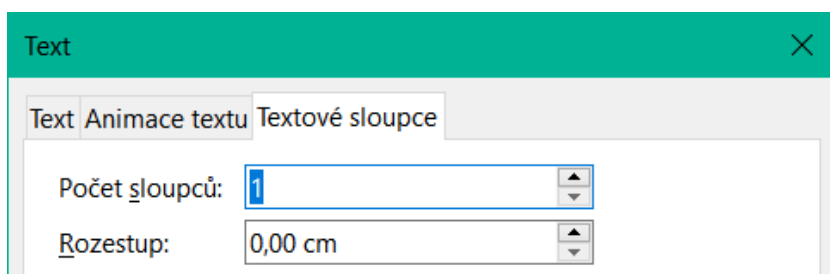 Text
Text Animace textu Textové sloupce
Počet sloupců: 1
Rozestup: 0,00 cm